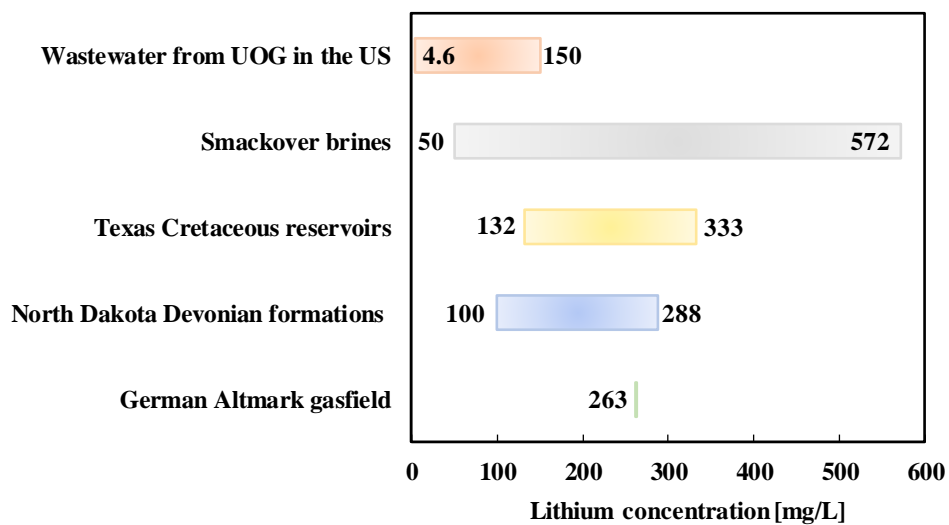 Wastewater from UOG in the US
4.6
150
Smackover brines
50
572
Texas Cretaceous reservoirs
132
333
North Dakota Devonian formations
100
288
German Altmark gasfield
263
0
100
200
300
400
500
600
Lithium concentration [mg/L]